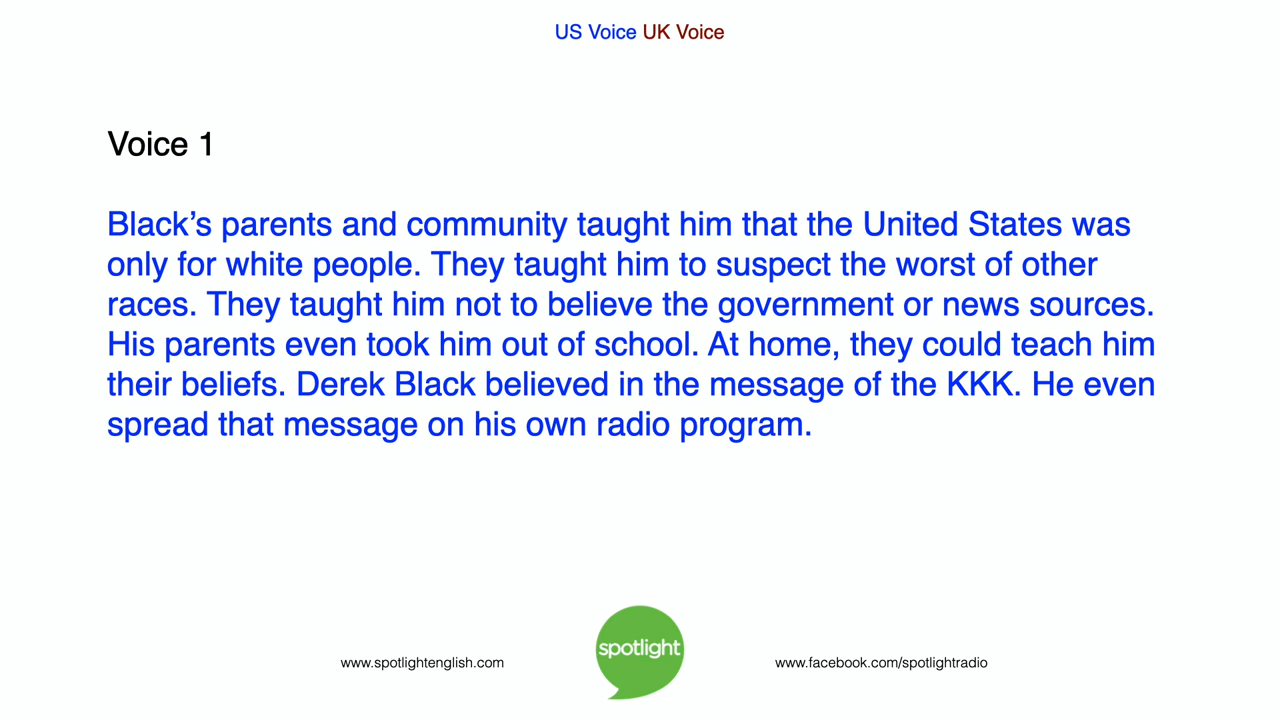 US Voice UK Voice
Voice 1
Black’s parents and community taught him that the United States was
only for white people. They taught him to suspect the worst of other
races. They taught him not to believe the government or news sources.
His parents even took him out of school. At home, they could teach him
their beliefs. Derek Black believed in the message of the KKK. He even
spread that message on his own radio program.
www.spotlightenglish.com
spotlight
www.facebook.com/spotlightradio